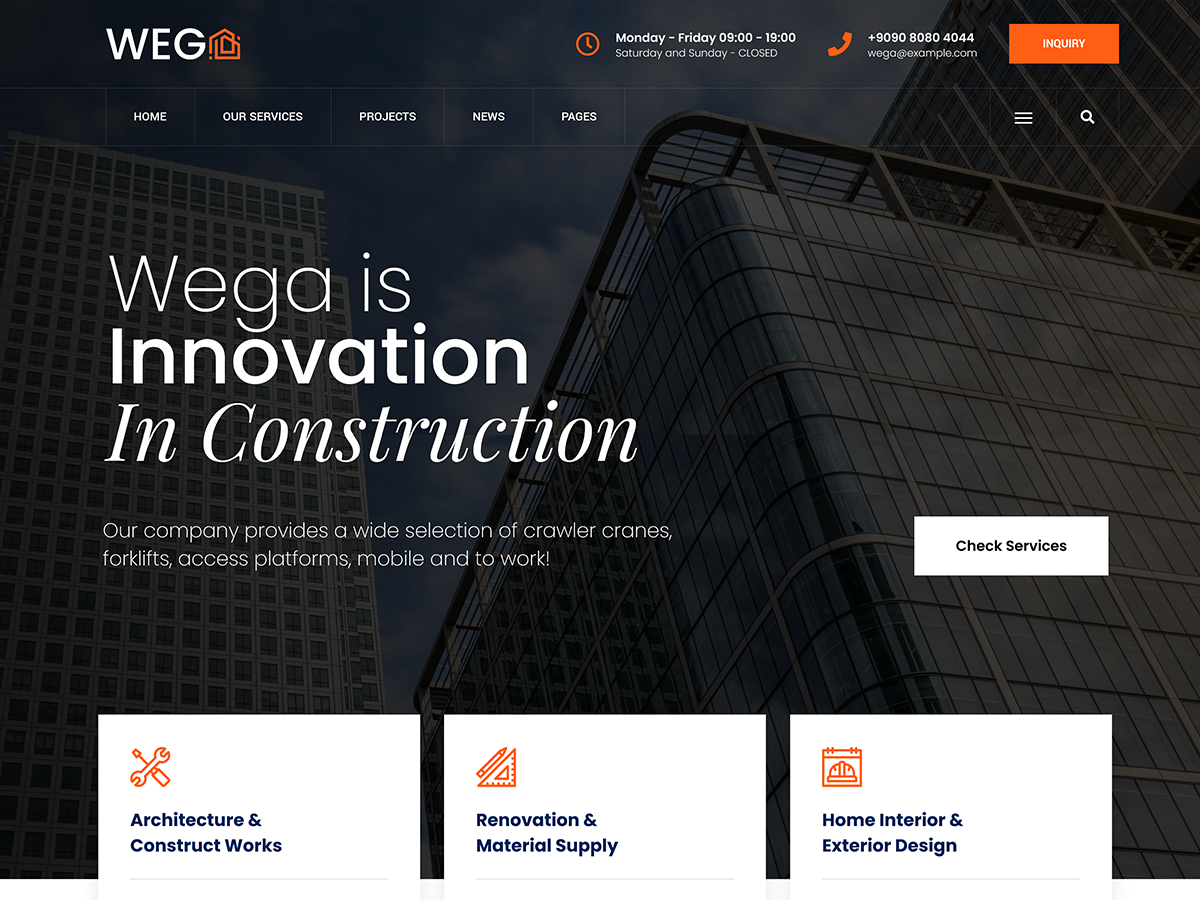 WEGA
Monday - Friday 09:00 - 19:00
Saturday and Sunday - CLOSED
+9090 8080 4044
wega@example.com
INQUIRY
HOME
OUR SERVICES
PROJECTS
NEWS
PAGES
Wega is
Innovation
In Construction
Our company provides a wide selection of crawler cranes,
forklifts, access platforms, mobile and to work!
Check Services
Architecture &
Construct Works
Renovation &
Material Supply
Home Interior &
Exterior Design